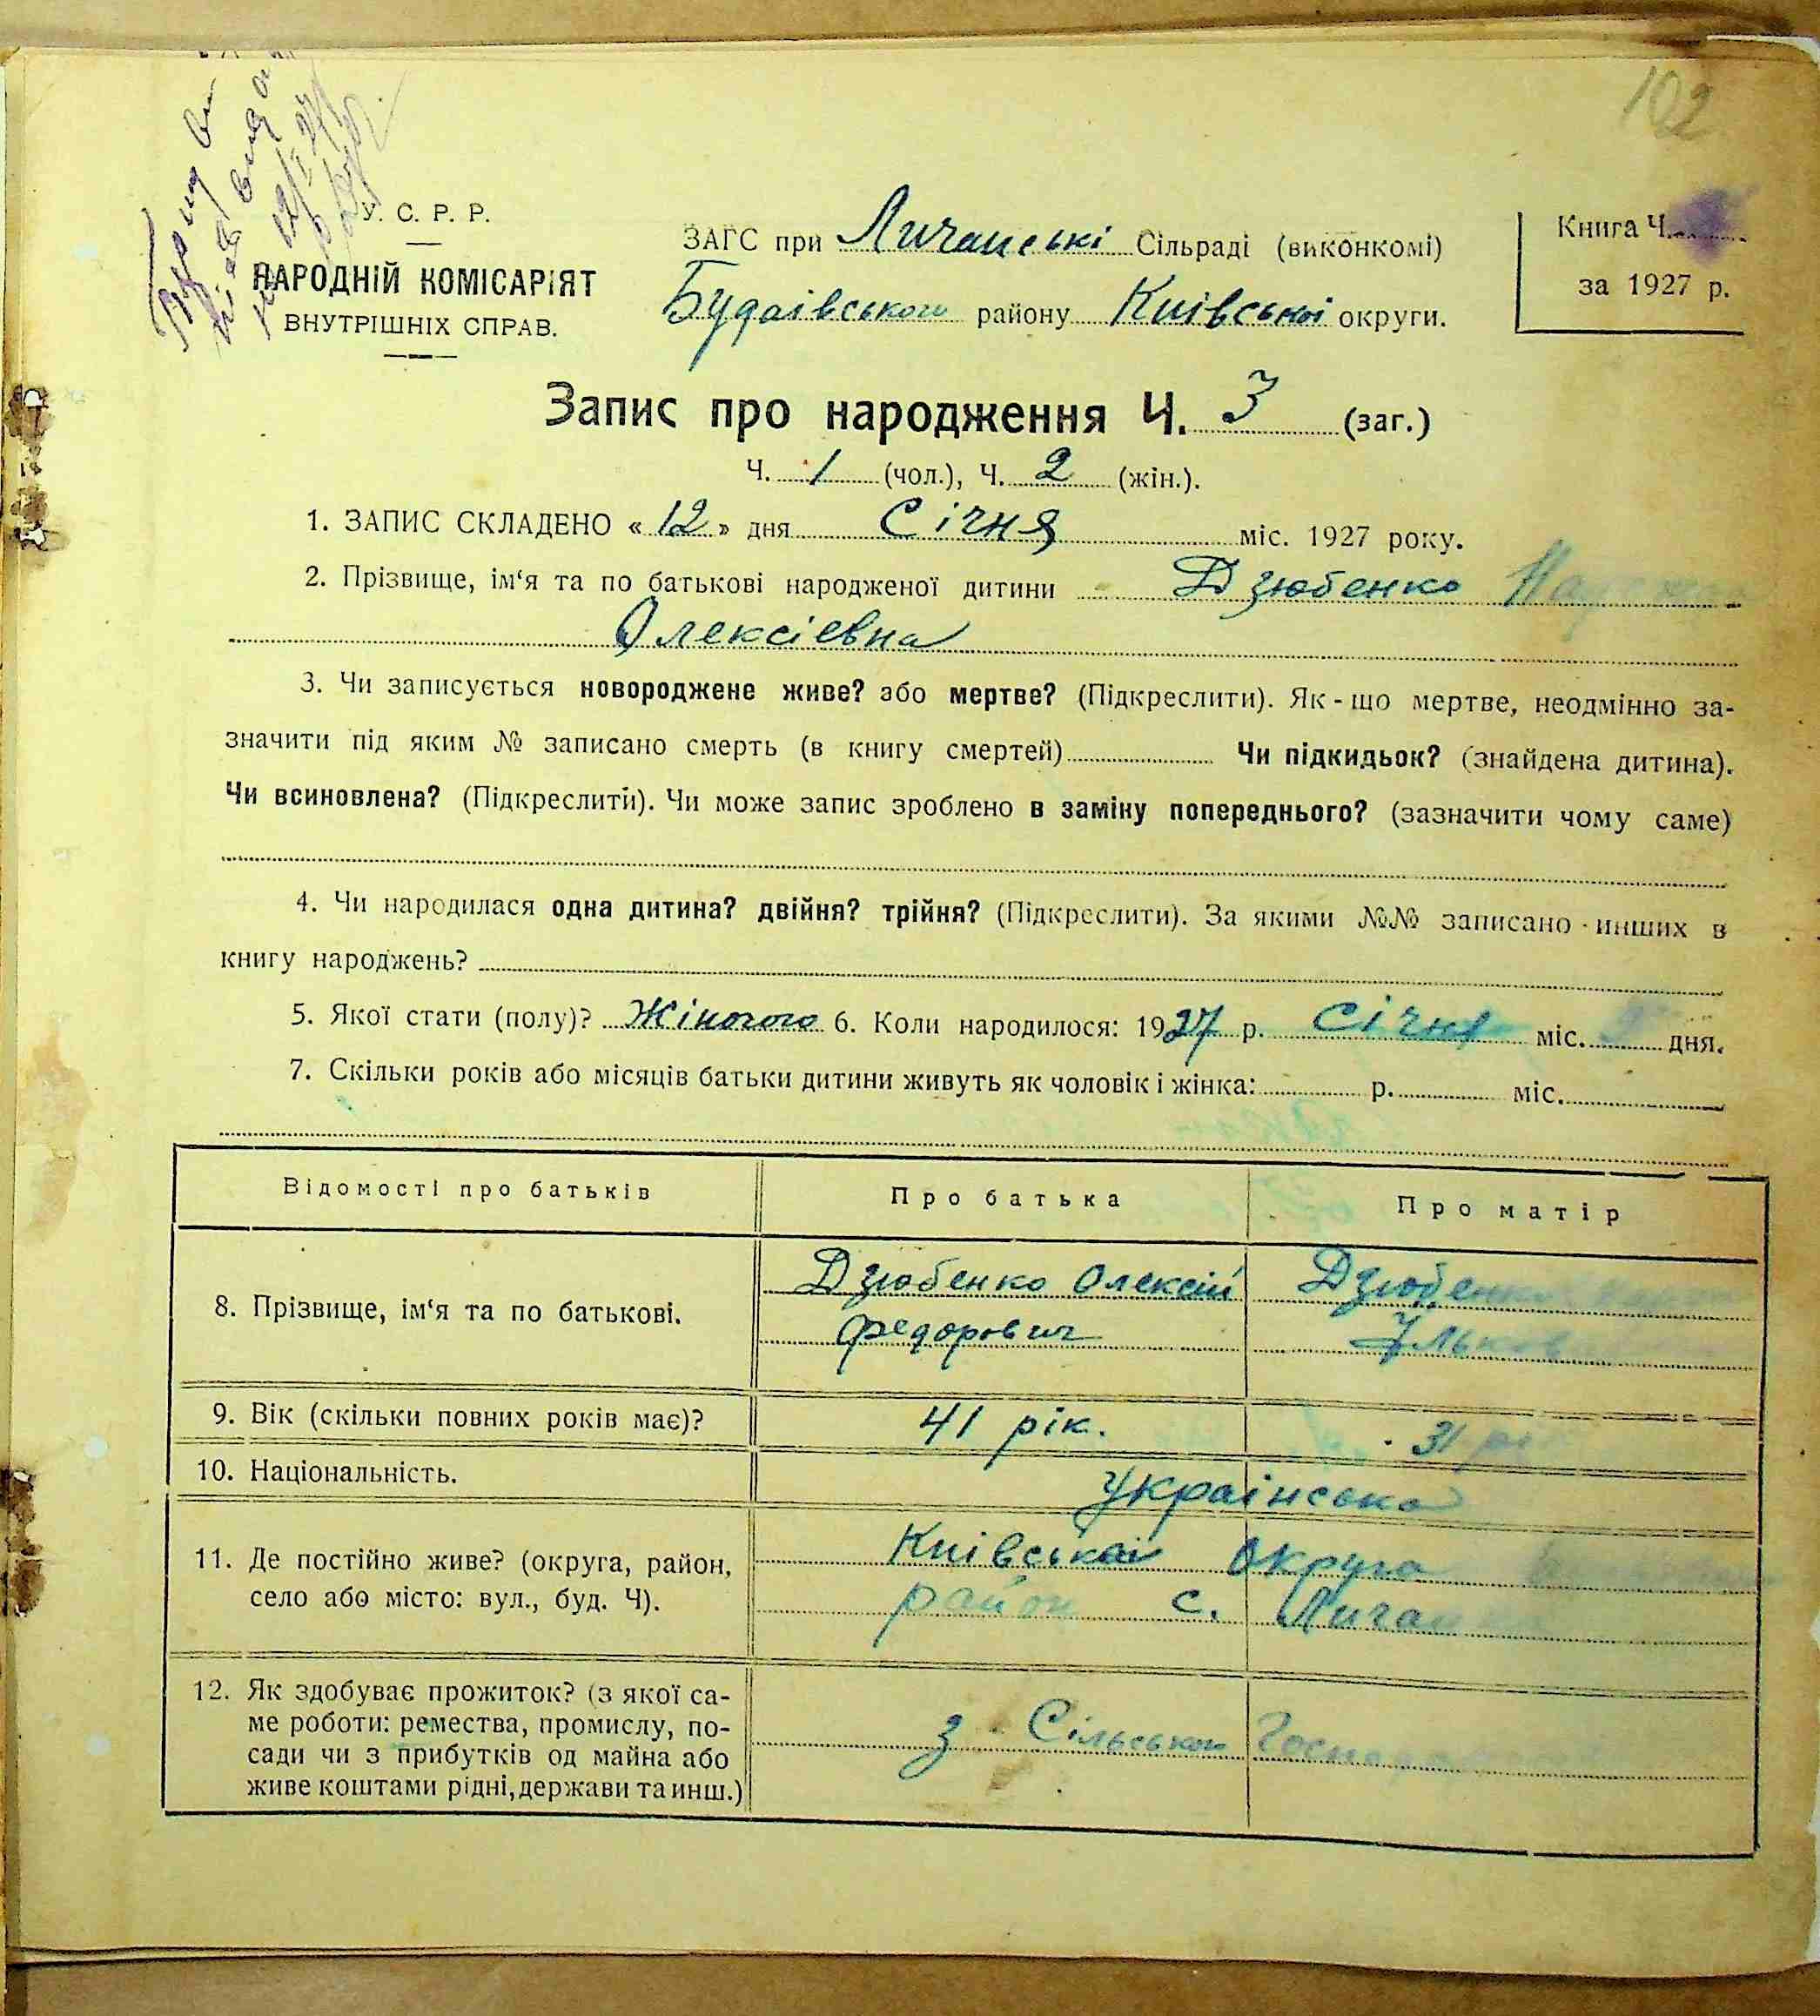 102
У. С. Р. Р.
НАРОДНІЙ КОМІСАРІЯТ
ВНУТРІШНІХ СПРАВ.
ЗАГС при Личанські Сільраді (виконкомі)
Будаівського району Київської округи.
Книга Ч.
за 1927 р.
Запис про народження Ч. 3 (заг.)
Ч. 1 (чол.), Ч. 2 (жін.).
1. ЗАПИС СКЛАДЕНО « 12 » дня Січня міс. 1927 року.
2. Прізвище, ім‘я та по батькові народженої дитини Дзюбенко
Олексіевна
3. Чи записується новороджене живе? або мертве? (Підкреслити). Як-що мертве, неодмінно за-
значити під яким № записано смерть (в книгу смертей) Чи підкидьок? (знайдена дитина).
Чи всиновлена? (Підкреслити). Чи може запис зроблено в заміну попереднього? (зазначити чому саме)
4. Чи народилася одна дитина? двійня? трійня? (Підкреслити). За якими №№ записано инших в
книгу народжень?
5. Якої стати (полу)? Жіночого 6. Коли народилося: 1927 р. Січня міс. дня.
7. Скільки років або місяців батьки дитини живуть як чоловік і жінка: р. міс.
Відомості про батьків Про батька Про матір
8. Прізвище, ім‘я та по батькові.
Дзюбенко Олексій Дзюбенко
Федорович
9. Вік (скільки повних років має)? 41 рік. 31
10. Національність. Українська
11. Де постійно живе? (округа, район,
село або місто: вул., буд. Ч).
Київська округа
район с. Личанка
12. Як здобуває прожиток? (з якої са-
ме роботи: ремества, промислу, по-
сади чи з прибутків од майна або
живе коштами рідні, держави та инш.)
з Сільського Господарства